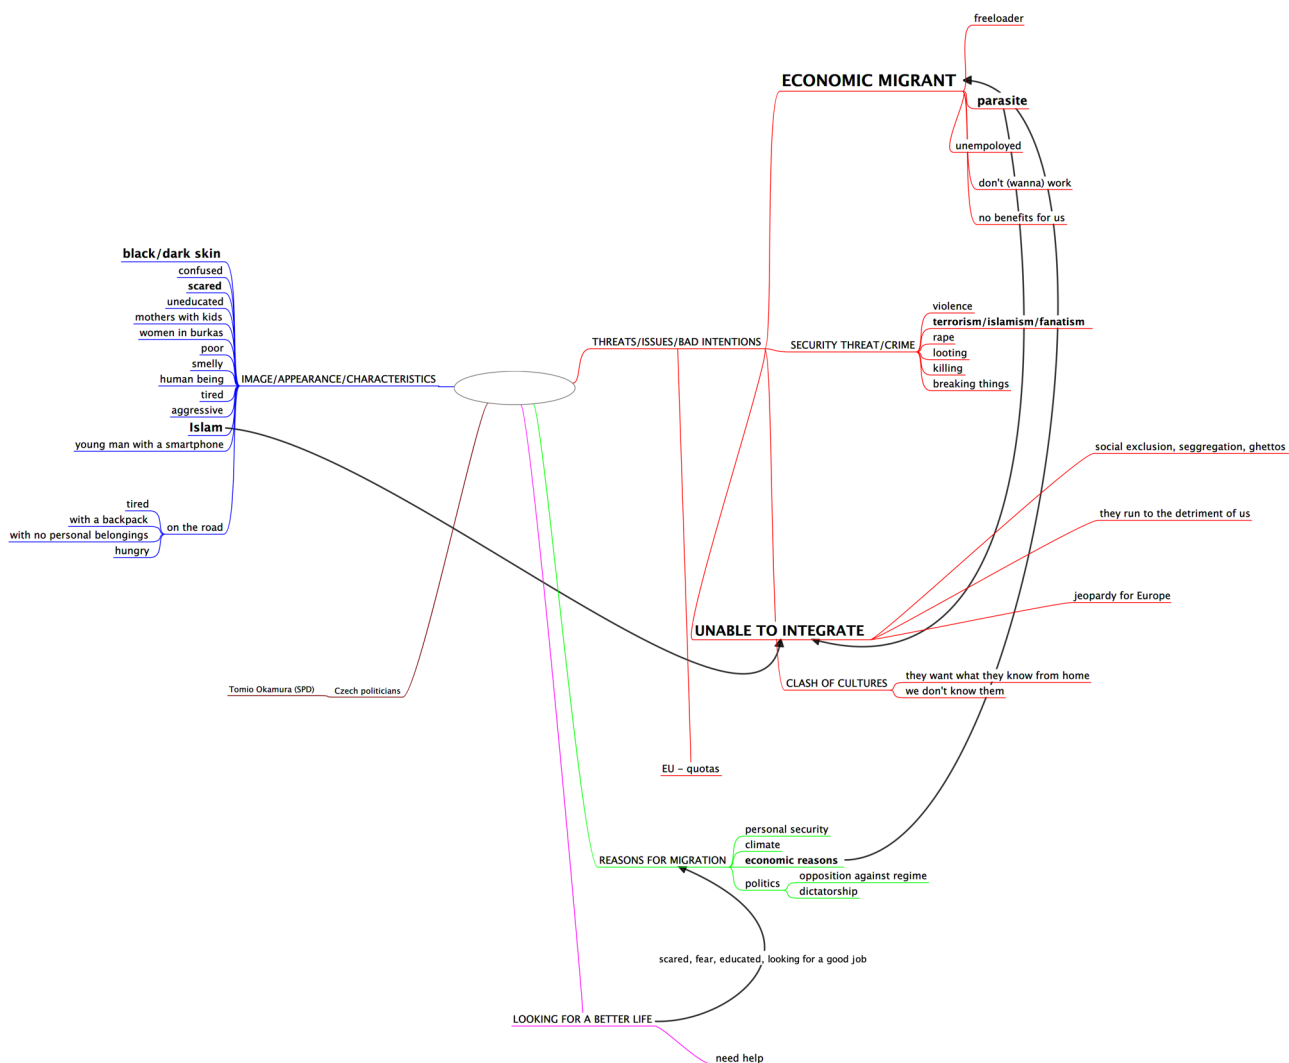 freeloader
ECONOMIC MIGRANT
parasite
unempoloyed
don't (wanna) work
no benefits for us
black/dark skin
confused
scared
uneducated
mothers with kids
women in burkas
poor
smelly
human being
tired
aggressive
Islam
young man with a smartphone
IMAGE/APPEARANCE/CHARACTERISTICS
tired
with a backpack
with no personal belongings
hungry
on the road
THREATS/ISSUES/BAD INTENTIONS
SECURITY THREAT/CRIME
violence
terrorism/islamism/fanatism
rape
looting
killing
breaking things
social exclusion, seggregation, ghettos
they run to the detriment of us
jeopardy for Europe
UNABLE TO INTEGRATE
CLASH OF CULTURES
they want what they know from home
we don't know them
Tomio Okamura (SPD)
Czech politicians
EU - quotas
REASONS FOR MIGRATION
personal security
climate
economic reasons
politics
opposition against regime
dictatorship
scared, fear, educated, looking for a good job
LOOKING FOR A BETTER LIFE
need help